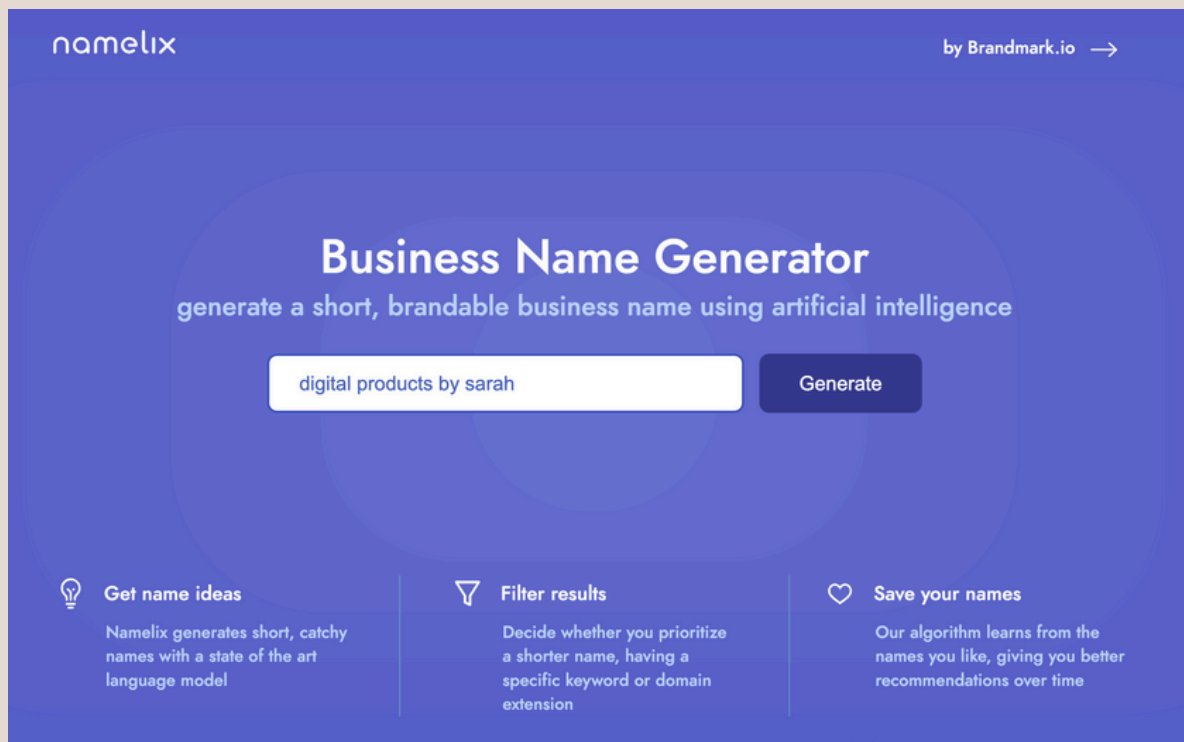 namelix
by Brandmark.io →
Business Name Generator
generate a short, brandable business name using artificial intelligence
digital products by sarah
Generate
Get name ideas
Namelix generates short, catchy
names with a state of the art
language model
Filter results
Decide whether you prioritize
a shorter name, having a
specific keyword or domain
extension
Save your names
Our algorithm learns from the
names you like, giving you better
recommendations over time